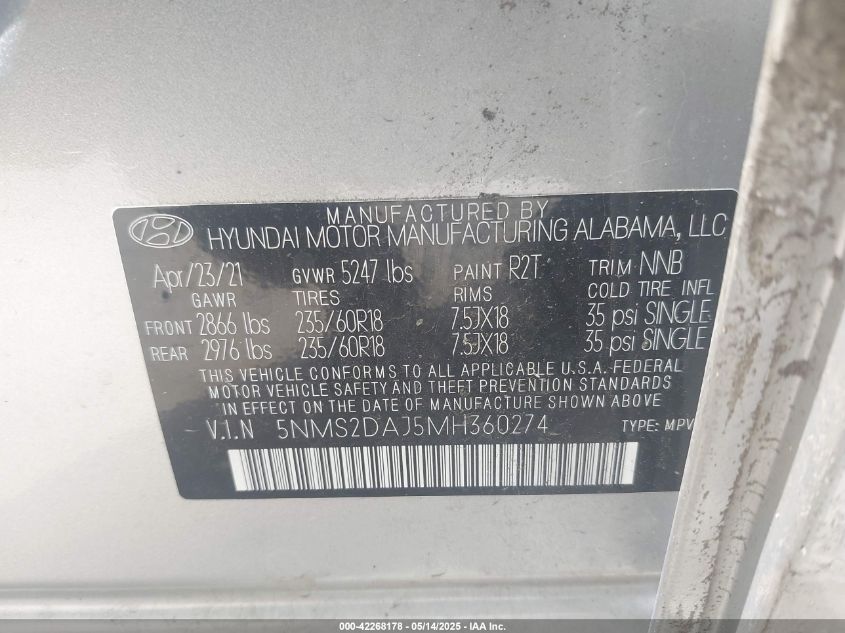 MANUFACTURED BY
HYUNDAI MOTOR MANUFACTURING ALABAMA, LLC
Apr/23/21 GVWR 5247 lbs PAINT R2T TRIM NNB
GAWR TIRES RIMS COLD TIRE INFL
FRONT 2866 lbs 235/60R18 7.5JX18 35 psi SINGLE
REAR 2976 lbs 235/60R18 7.5JX18 35 psi SINGLE
THIS VEHICLE CONFORMS TO ALL APPLICABLE U.S.A. FEDERAL
MOTOR VEHICLE SAFETY AND THEFT PREVENTION STANDARDS
IN EFFECT ON THE DATE OF MANUFACTURE SHOWN ABOVE
V.I.N 5NMS2DAJ5MH360274 TYPE MPV
000-42268178 - 05/14/2025 - IAA Inc.